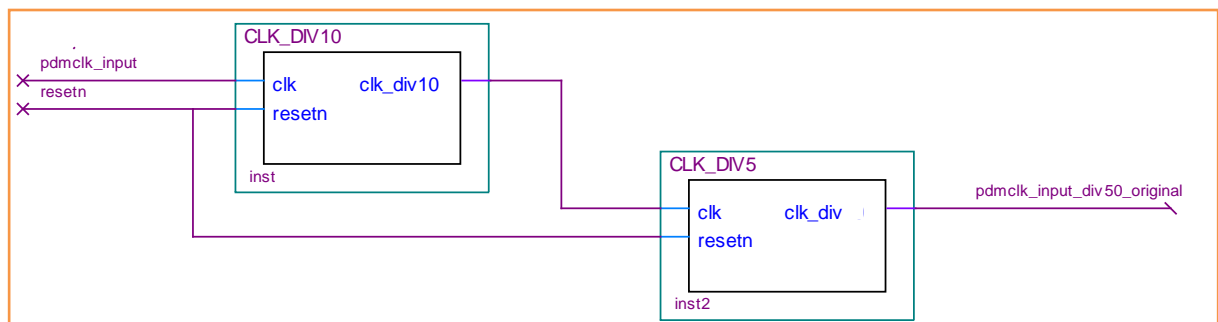 CLK_DIV10
pdmclk_input
clk clk_div10
resetn
resetn
inst
CLK_DIV5
pdmclk_input_div50_original
clk clk_div
resetn
inst2